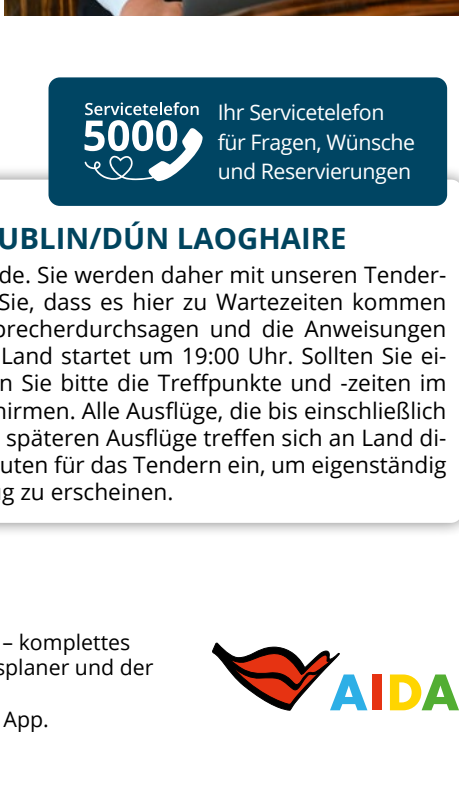 Servicetelefon
5000
Ihr Servicetelefon
für Fragen, Wünsche
und Reservierungen
UBLIN/DÚN LAOGHAIRE
de. Sie werden daher mit unseren Tender-
Sie, dass es hier zu Wartezeiten kommen
precherdurchsagen und die Anweisungen
Land startet um 19:00 Uhr. Sollten Sie ei-
n Sie bitte die Treffpunkte und -zeiten im
hirmen. Alle Ausflüge, die bis einschließlich
späteren Ausflüge treffen sich an Land di-
uten für das Tendern ein, um eigenständig
g zu erscheinen.
– komplettes
splaner und der
App.
AIDA